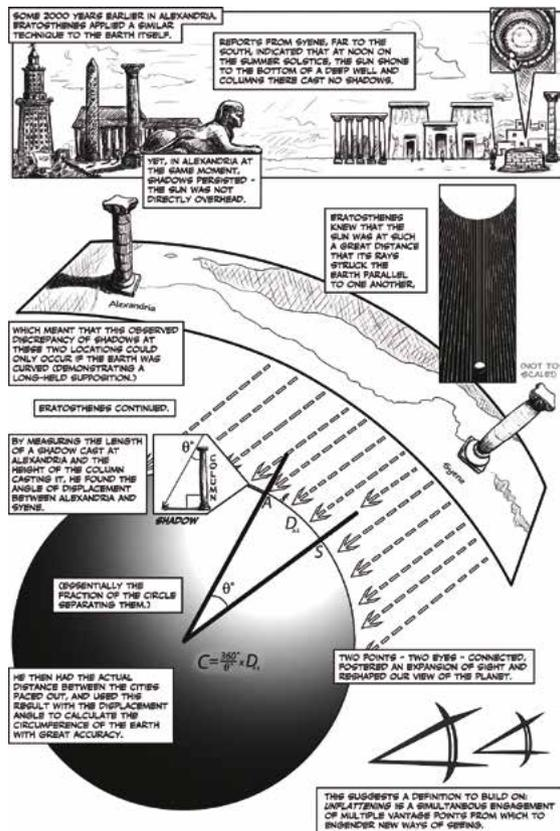 SOME 2000 YEARS EARLIER IN ALEXANDRIA,
ERATOSTHENES APPLIED A SIMILAR
TECHNIQUE TO THE EARTH ITSELF.
REPORTS FROM SYENE, FAR TO THE
SOUTH, INDICATED THAT AT NOON ON
THE SUMMER SOLSTICE, THE SUN SHONE
TO THE BOTTOM OF A DEEP WELL AND
COLUMNS THERE CAST NO SHADOWS.
YET, IN ALEXANDRIA AT
THE SAME MOMENT,
SHADOWS PERSISTED -
THE SUN WAS NOT
DIRECTLY OVERHEAD.
ERATOSTHENES
KNEW THAT THE
SUN WAS AT SUCH
A GREAT DISTANCE
THAT ITS RAYS
STRUCK THE
EARTH PARALLEL
TO ONE ANOTHER,
(NOT TO
SCALE)
Alexandria
WHICH MEANT THAT THIS OBSERVED
DISCREPANCY OF SHADOWS AT
THESE TWO LOCATIONS COULD
ONLY OCCUR IF THE EARTH WAS
CURVED (DEMONSTRATING A
LONG-HELD SUPPOSITION.)
Syene
ERATOSTHENES CONTINUED.
BY MEASURING THE LENGTH
OF A SHADOW CAST AT
ALEXANDRIA AND THE
HEIGHT OF THE COLUMN
CASTING IT, HE FOUND THE
ANGLE OF DISPLACEMENT
BETWEEN ALEXANDRIA AND
SYENE.
θ°
COLUMN
SHADOW
A
D
S
(ESSENTIALLY THE
FRACTION OF THE CIRCLE
SEPARATING THEM.)
θ°
C = 360°/θ° x D
HE THEN HAD THE ACTUAL
DISTANCE BETWEEN THE CITIES
PACED OUT, AND USED THIS
RESULT WITH THE DISPLACEMENT
ANGLE TO CALCULATE THE
CIRCUMFERENCE OF THE EARTH
WITH GREAT ACCURACY.
TWO POINTS - TWO EYES - CONNECTED,
FOSTERED AN EXPANSION OF SIGHT AND
RESHAPED OUR VIEW OF THE PLANET.
THIS SUGGESTS A DEFINITION TO BUILD ON:
UNFLATTENING IS A SIMULTANEOUS ENGAGEMENT
OF MULTIPLE VANTAGE POINTS FROM WHICH TO
ENGENDER NEW WAYS OF SEEING.